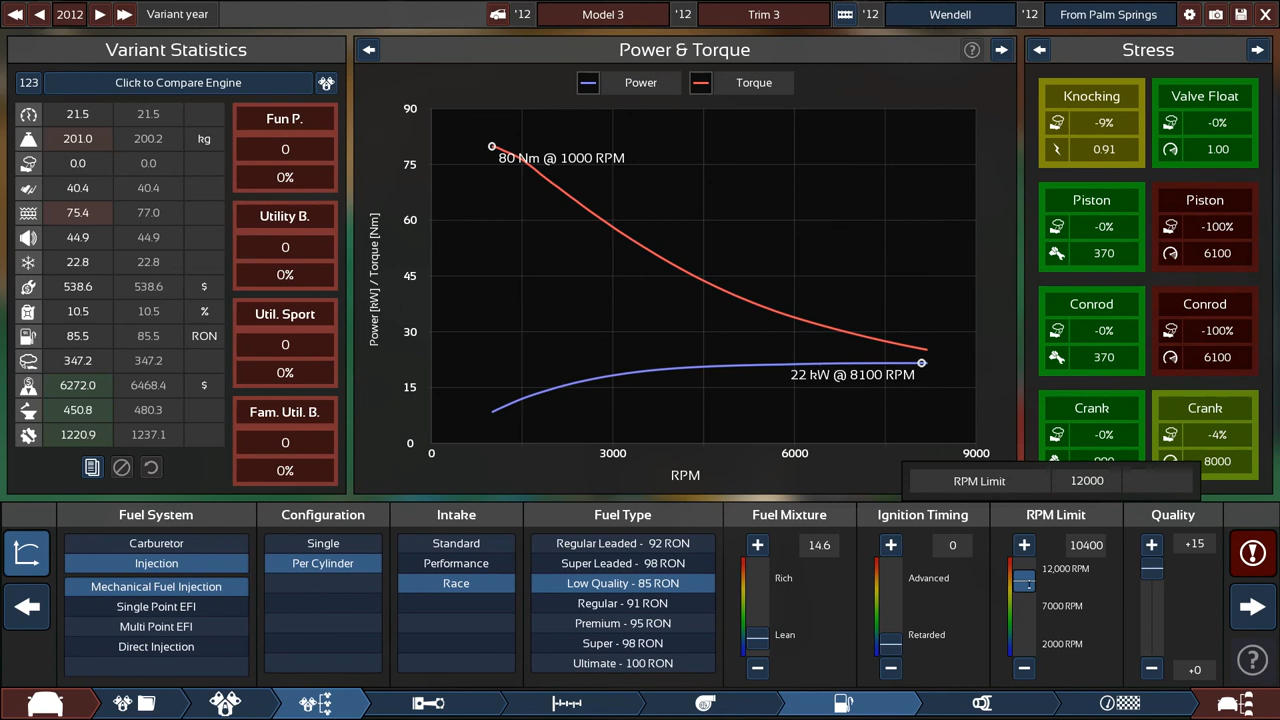 2012 Variant year '12 Model 3 '12 Trim 3 '12 Wendell '12 From Palm Springs
Variant Statistics
123 Click to Compare Engine
21.5 21.5
201.0 200.2 kg
0.0 0.0
40.4 40.4
75.4 77.0
44.9 44.9
22.8 22.8
538.6 538.6 $
10.5 10.5 %
85.5 85.5 RON
347.2 347.2
6272.0 6468.4 $
450.8 480.3
1220.9 1237.1
Fun P.
0
0%
Utility B.
0
0%
Util. Sport
0
0%
Fam. Util. B.
0
0%
Power & Torque ?
Power Torque
90
75
60
45
30
15
0
Power [kW] / Torque [Nm]
80 Nm @ 1000 RPM
22 kW @ 8100 RPM
0 3000 6000 9000
RPM
Stress
Knocking
-9%
0.91
Valve Float
-0%
1.00
Piston
-0%
370
Piston
-100%
6100
Conrod
-0%
370
Conrod
-100%
6100
Crank
-0%
Crank
-4%
8000
RPM Limit 12000
Fuel System
Carburetor
Injection
Mechanical Fuel Injection
Single Point EFI
Multi Point EFI
Direct Injection
Configuration
Single
Per Cylinder
Intake
Standard
Performance
Race
Fuel Type
Regular Leaded - 92 RON
Super Leaded - 98 RON
Low Quality - 85 RON
Regular - 91 RON
Premium - 95 RON
Super - 98 RON
Ultimate - 100 RON
Fuel Mixture
+ 14.6
Rich
Lean
-
Ignition Timing
+ 0
Advanced
Retarded
-
RPM Limit
+ 10400
12,000 RPM
7000 RPM
2000 RPM
-
Quality
+ +15
- +0
?